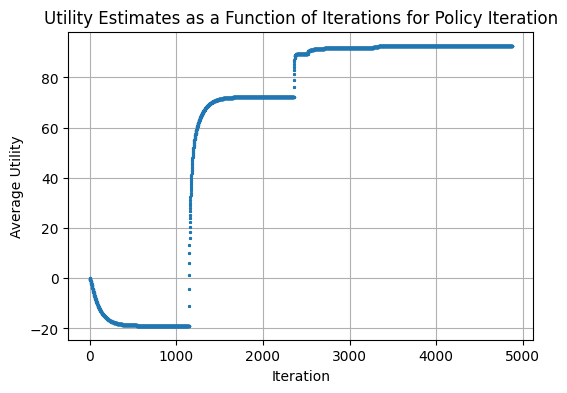 Utility Estimates as a Function of Iterations for Policy Iteration
Average Utility
80
60
40
20
0
−20
0 1000 2000 3000 4000 5000
Iteration